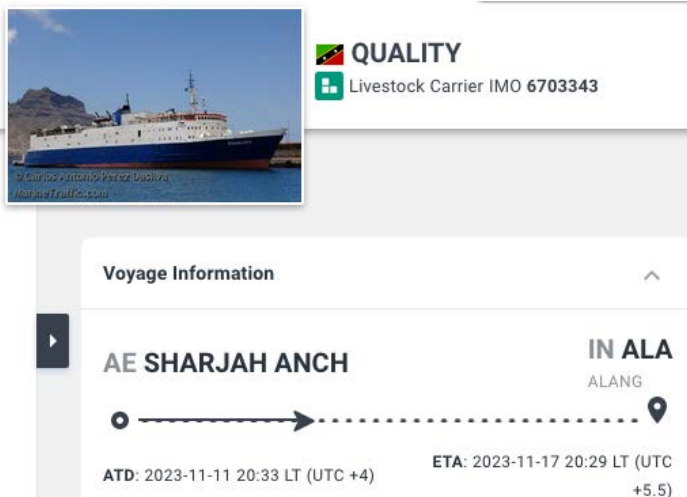 QUALITY
Livestock Carrier IMO 6703343
© Carlos Antonio Perez Dasilva
MarineTraffic.com
Voyage Information
AE SHARJAH ANCH
IN ALA
ALANG
ATD: 2023-11-11 20:33 LT (UTC +4)
ETA: 2023-11-17 20:29 LT (UTC
+5.5)